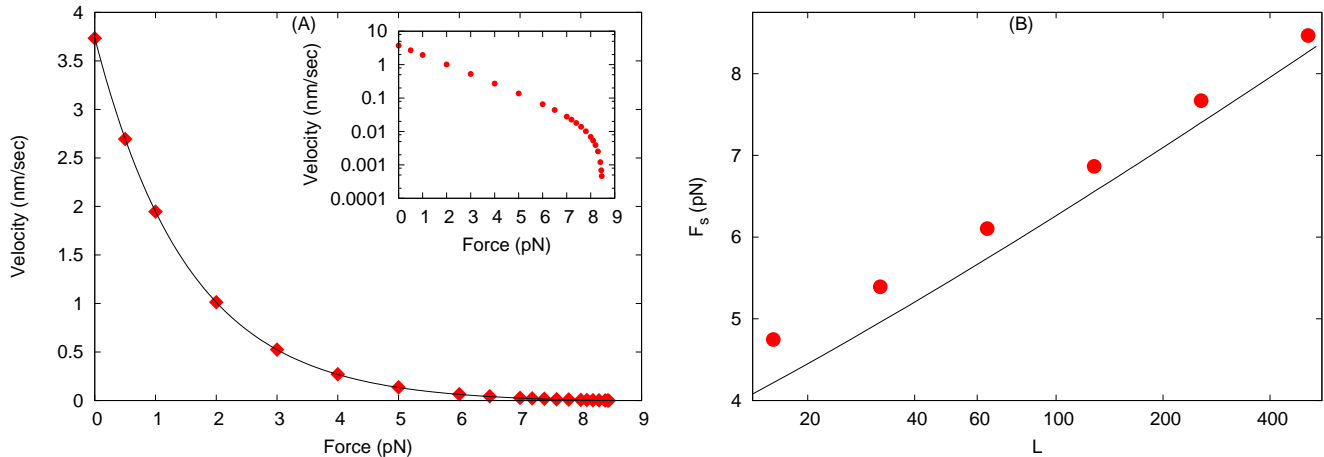 (A)
Velocity (nm/sec)
4
3.5
3
2.5
2
1.5
1
0.5
0
0 1 2 3 4 5 6 7 8 9
Force (pN)
Velocity (nm/sec)
10
1
0.1
0.01
0.001
0.0001
0 1 2 3 4 5 6 7 8 9
Force (pN)
(B)
F_s (pN)
8
7
6
5
4
20 40 100 200 400
L